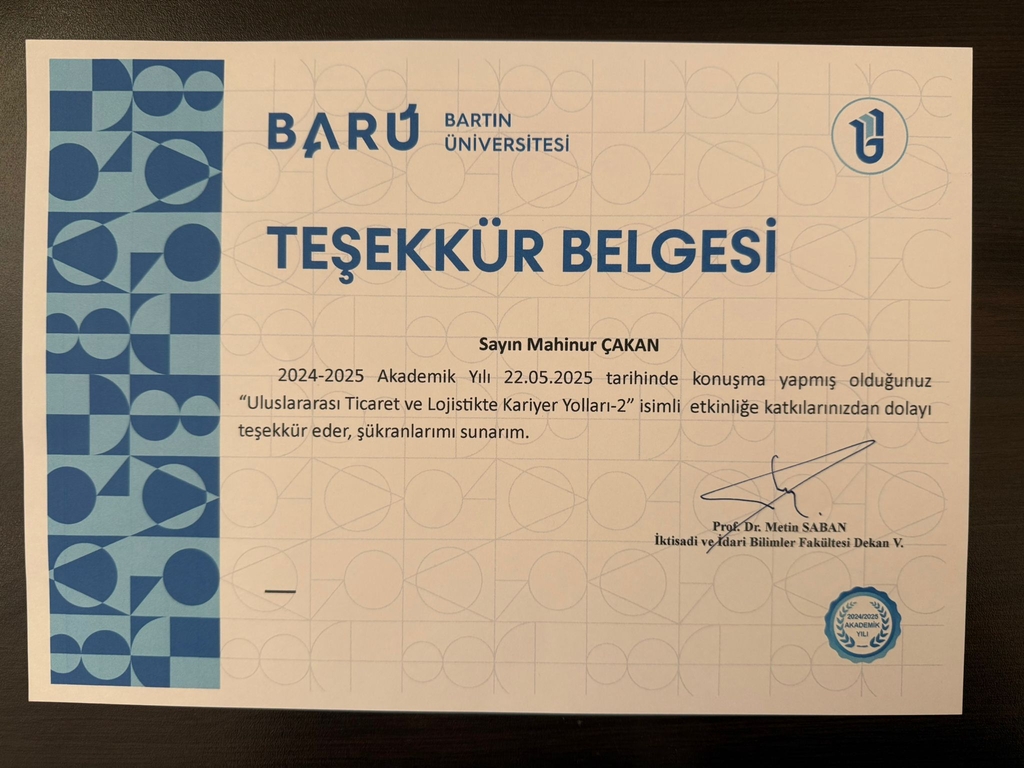 BARÜ
BARTIN
ÜNİVERSİTESİ
TEŞEKKÜR BELGESİ
Sayın Mahinur ÇAKAN
2024-2025 Akademik Yılı 22.05.2025 tarihinde konuşma yapmış olduğunuz
“Uluslararası Ticaret ve Lojistikte Kariyer Yolları-2” isimli etkinliğe katkılarınızdan dolayı
teşekkür eder, şükranlarımı sunarım.
Prof. Dr. Metin SABAN
İktisadi ve İdari Bilimler Fakültesi Dekan V.
2024/2025
AKADEMİK
YILI